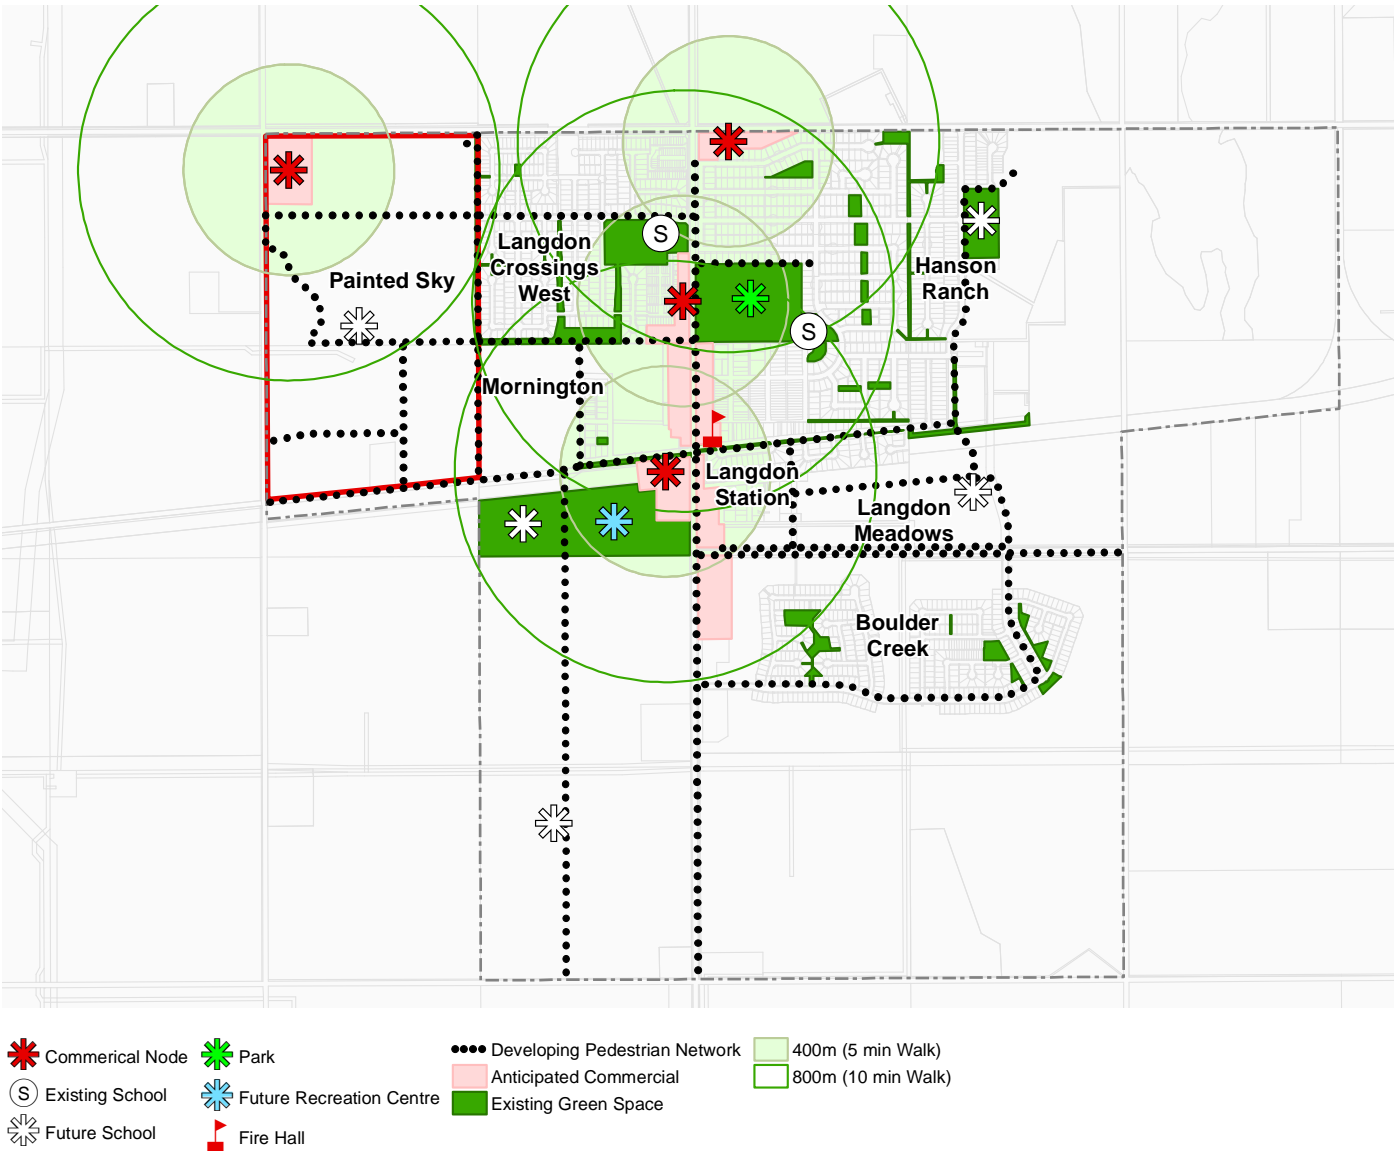 S
Langdon
Crossings
West
Painted Sky
Hanson
Ranch
S
Mornington
Langdon
Station
Langdon
Meadows
Boulder
Creek
Commerical Node
S Existing School
Future School
Park
Future Recreation Centre
Fire Hall
Developing Pedestrian Network
Anticipated Commercial
Existing Green Space
400m (5 min Walk)
800m (10 min Walk)